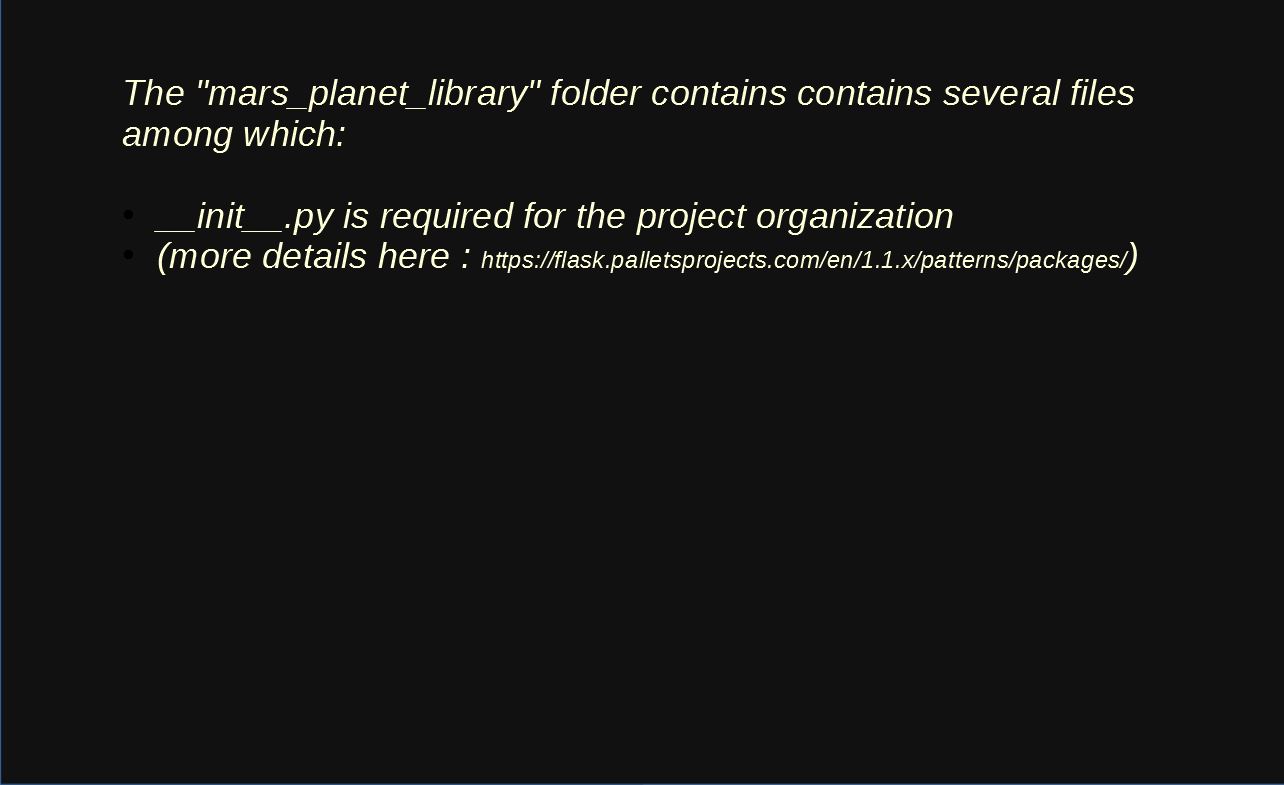 The "mars_planet_library" folder contains contains several files
among which:
• __init__.py is required for the project organization
• (more details here : https://flask.palletsprojects.com/en/1.1.x/patterns/packages/)